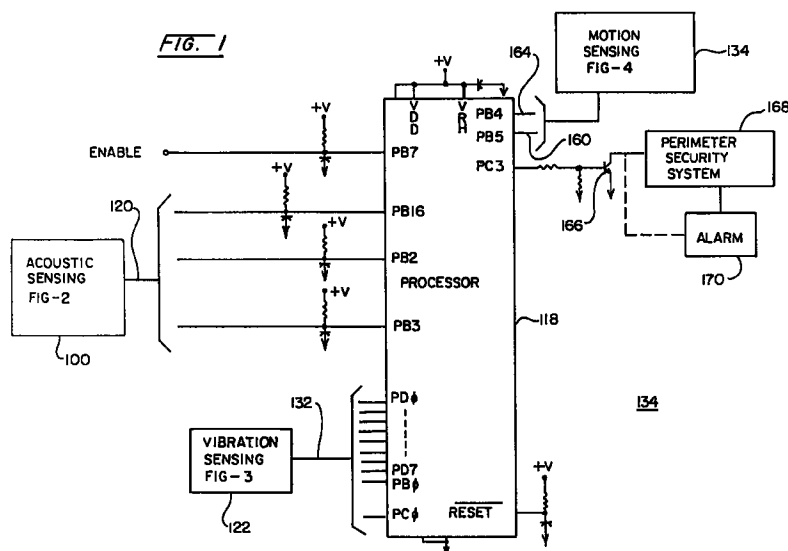 FIG. 1
MOTION
SENSING
FIG-4
134
164
+V
VDD
VRH
PB4
PB5
160
168
PERIMETER
SECURITY
SYSTEM
+V
ENABLE
PB7
PC3
166
ALARM
170
+V
PB16
120
+V
PB2
ACOUSTIC
SENSING
FIG-2
100
PROCESSOR
+V
PB3
118
134
PDϕ
132
VIBRATION
SENSING
FIG-3
122
PD7
PBϕ
PCϕ
RESET
+V